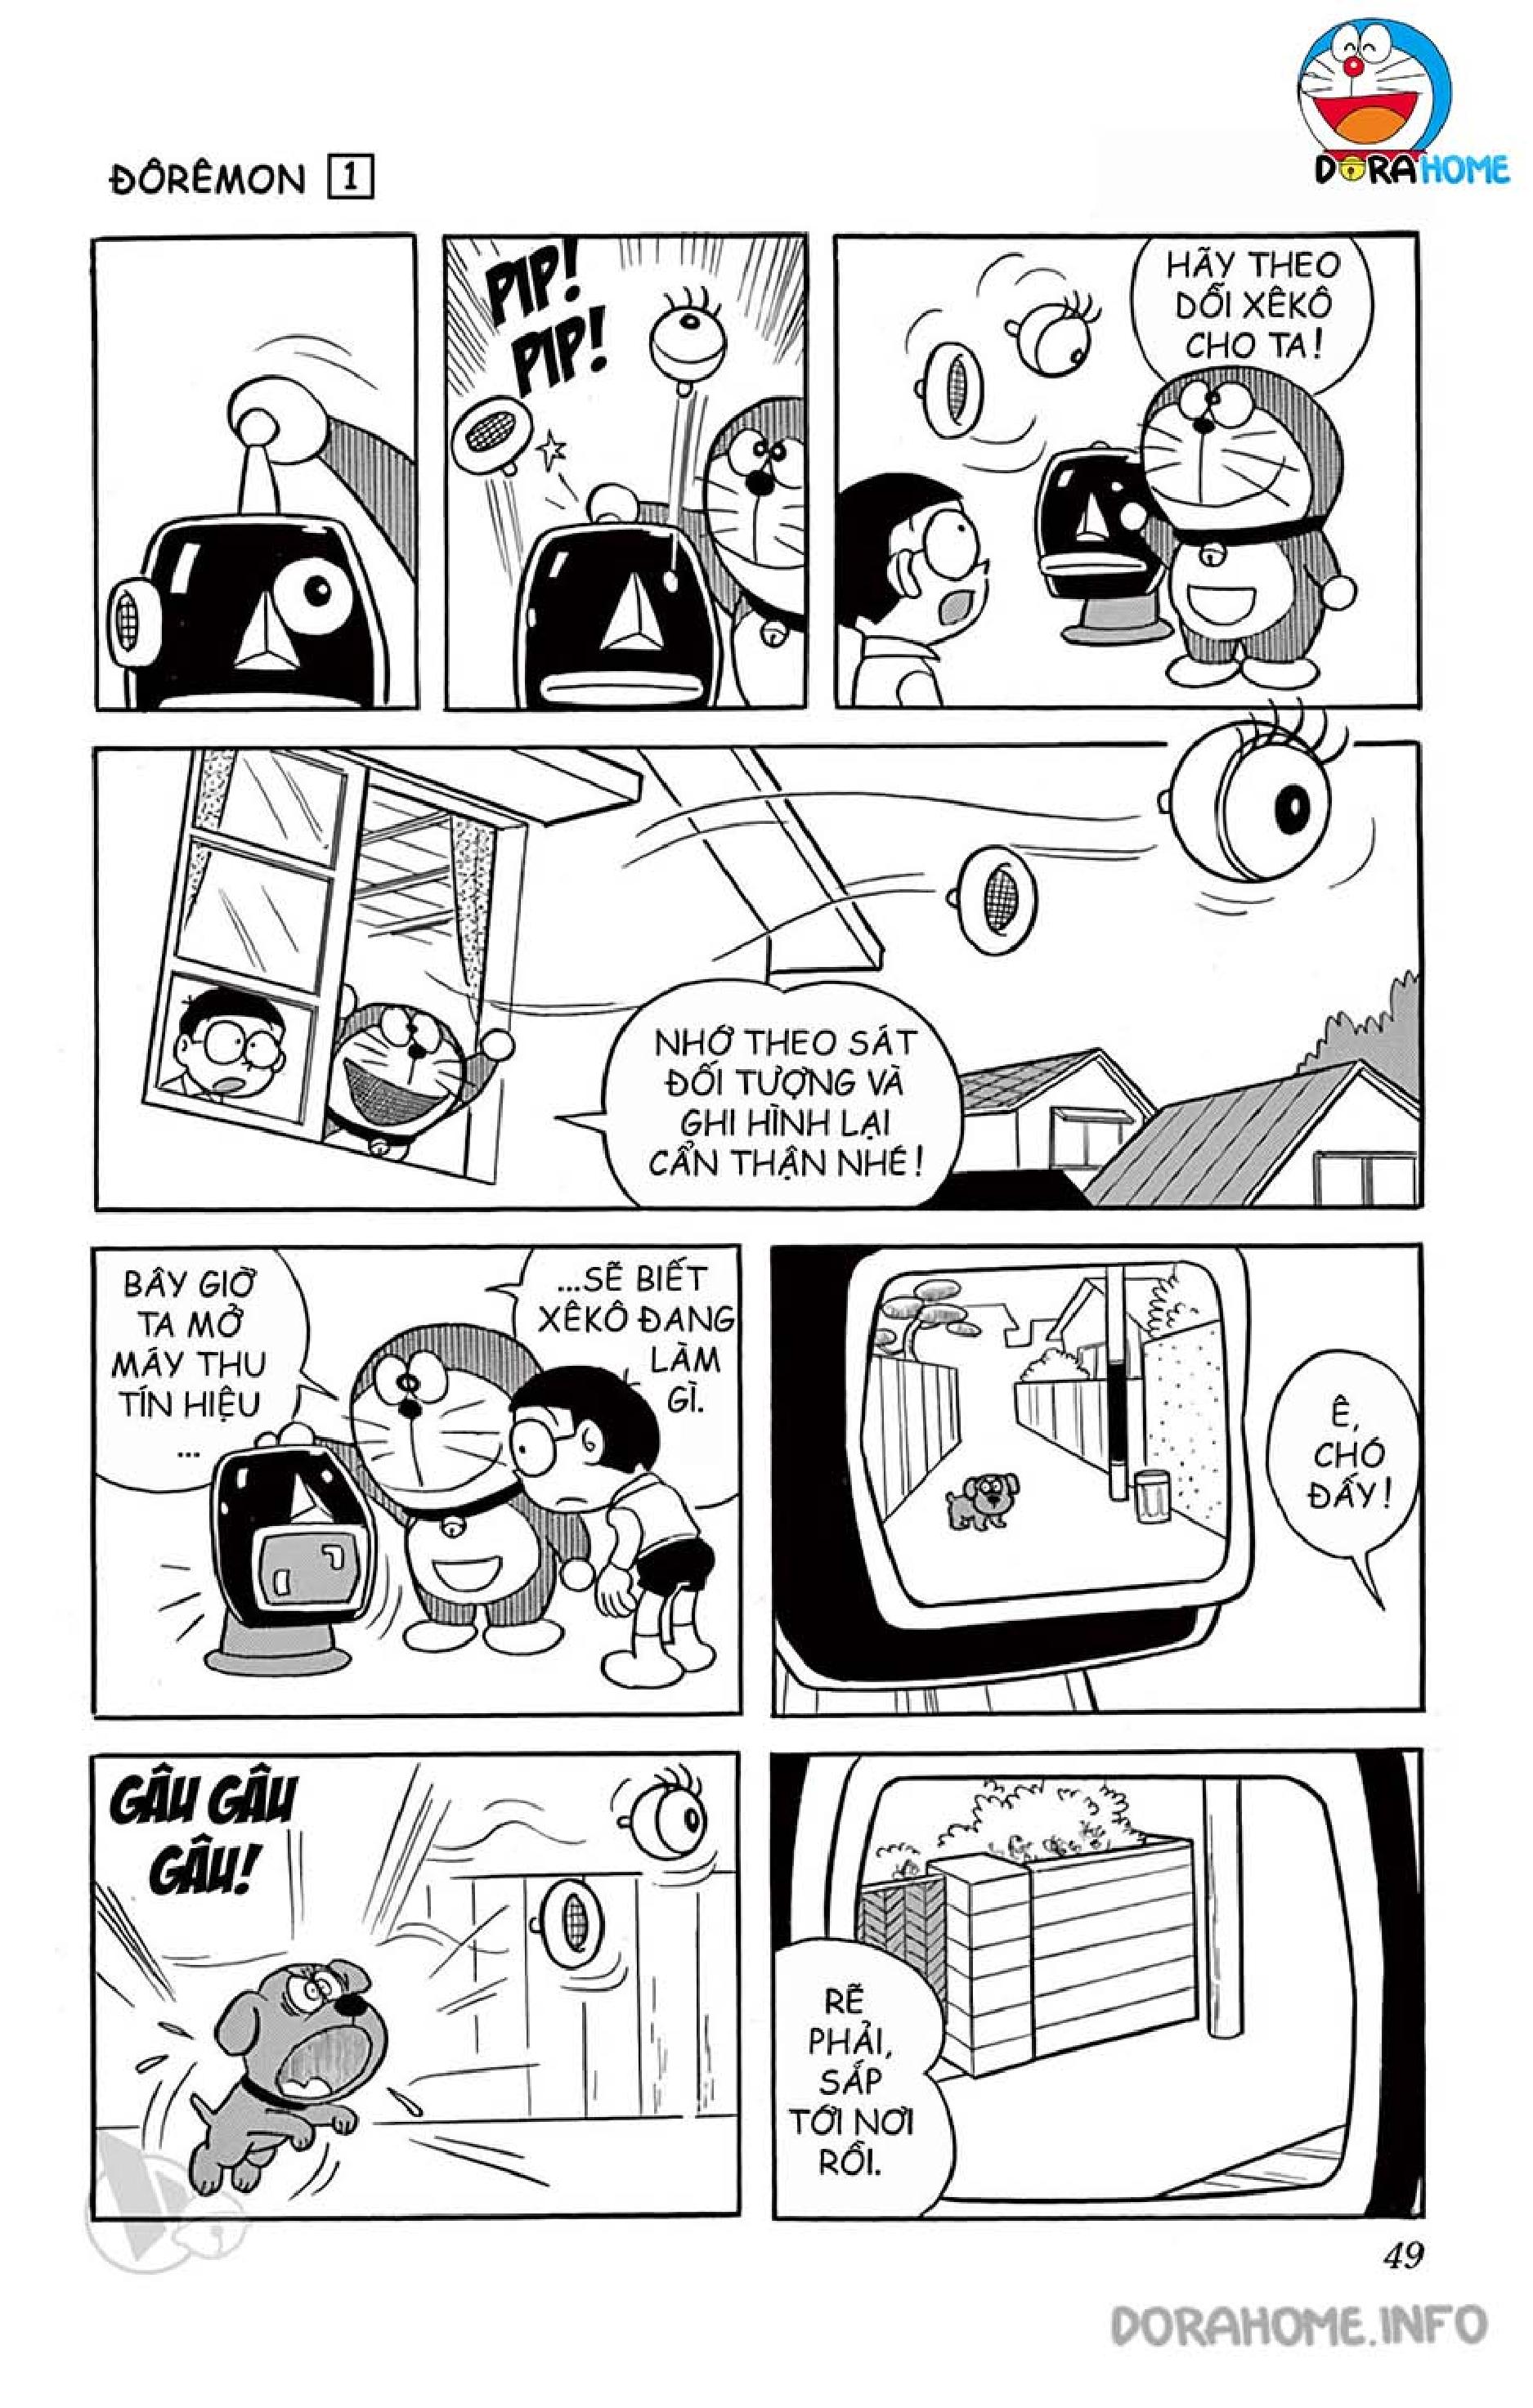 DORAHOME
ĐÔRÊMON 1
PIP!
PIP!
HÃY THEO
DÕI XÊKÔ
CHO TA!
NHỚ THEO SÁT
ĐỐI TƯỢNG VÀ
GHI HÌNH LẠI
CẨN THẬN NHÉ!
BÂY GIỜ
TA MỞ
MÁY THU
TÍN HIỆU
...
...SẼ BIẾT
XÊKÔ ĐANG
LÀM
GÌ.
Ê,
CHÓ
ĐẤY!
GÂU GÂU
GÂU!
RẼ
PHẢI,
SẮP
TỚI NƠI
RỒI.
49
DORAHOME.INFO